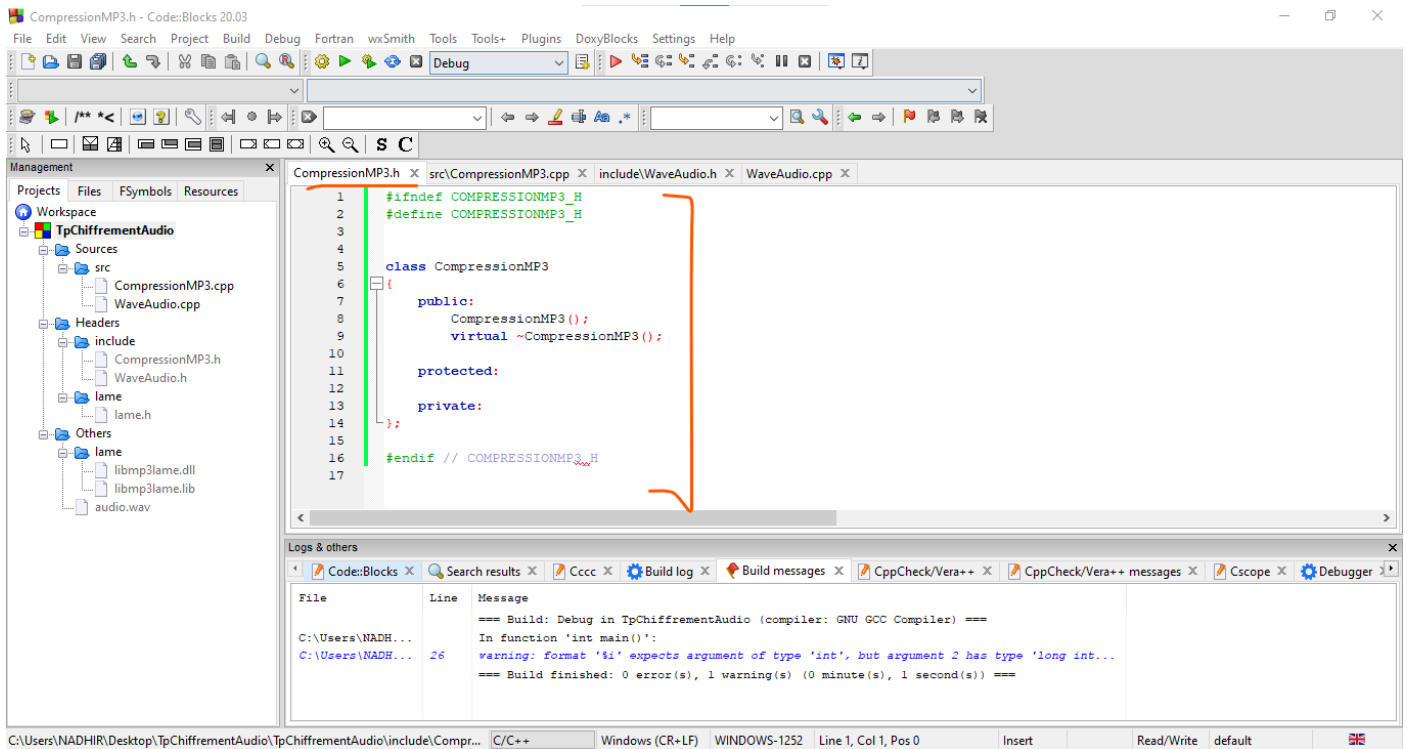 CompressionMP3.h - Code::Blocks 20.03
File Edit View Search Project Build Debug Fortran wxSmith Tools Tools+ Plugins DoxyBlocks Settings Help
Debug
/** *<
S C
Management
Projects Files FSymbols Resources
Workspace
TpChiffrementAudio
Sources
src
CompressionMP3.cpp
WaveAudio.cpp
Headers
include
CompressionMP3.h
WaveAudio.h
lame
lame.h
Others
lame
libmp3lame.dll
libmp3lame.lib
audio.wav
CompressionMP3.h X src\CompressionMP3.cpp X include\WaveAudio.h X WaveAudio.cpp X
1 #ifndef COMPRESSIONMP3_H
2 #define COMPRESSIONMP3_H
3
4
5 class CompressionMP3
6 {
7 public:
8 CompressionMP3();
9 virtual ~CompressionMP3();
10
11 protected:
12
13 private:
14 };
15
16 #endif // COMPRESSIONMP3_H
17
Logs & others
Code::Blocks X Search results X Cccc X Build log X Build messages X CppCheck/Vera++ X CppCheck/Vera++ messages X Cscope X Debugger
File Line Message
=== Build: Debug in TpChiffrementAudio (compiler: GNU GCC Compiler) ===
C:\Users\NADH... In function 'int main()':
C:\Users\NADH... 26 warning: format '%i' expects argument of type 'int', but argument 2 has type 'long int...
=== Build finished: 0 error(s), 1 warning(s) (0 minute(s), 1 second(s)) ===
C:\Users\NADHIR\Desktop\TpChiffrementAudio\TpChiffrementAudio\include\Compr... C/C++ Windows (CR+LF) WINDOWS-1252 Line 1, Col 1, Pos 0 Insert Read/Write default